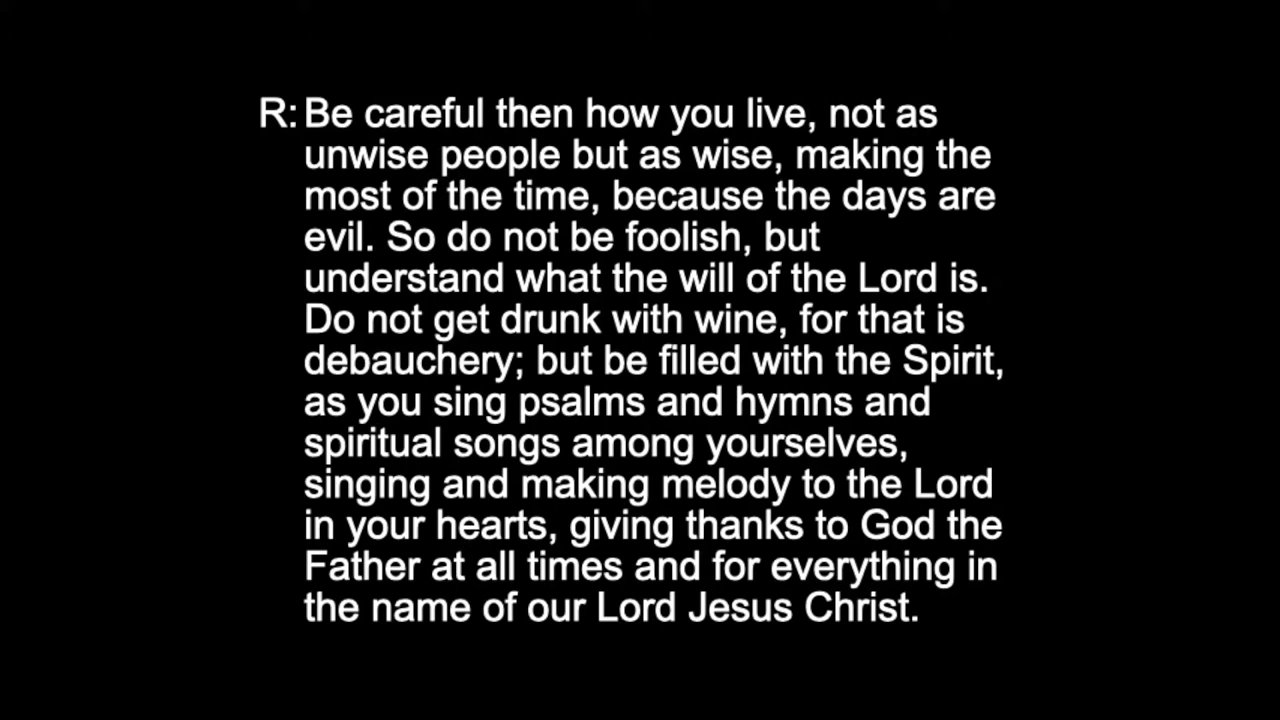 R: Be careful then how you live, not as
unwise people but as wise, making the
most of the time, because the days are
evil. So do not be foolish, but
understand what the will of the Lord is.
Do not get drunk with wine, for that is
debauchery; but be filled with the Spirit,
as you sing psalms and hymns and
spiritual songs among yourselves,
singing and making melody to the Lord
in your hearts, giving thanks to God the
Father at all times and for everything in
the name of our Lord Jesus Christ.